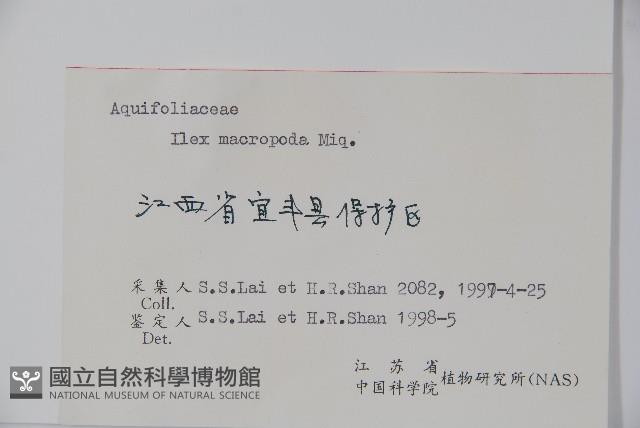 Aquifoliaceae
Ilex macropoda Miq.
江西省宜丰县保护区
采集人 S.S.Lai et H.R.Shan 2082, 1997-4-25
Coll.
鉴定人 S.S.Lai et H.R.Shan 1998-5
Det.
江苏省
中国科学院 植物研究所(NAS)
國立自然科學博物館
NATIONAL MUSEUM OF NATURAL SCIENCE